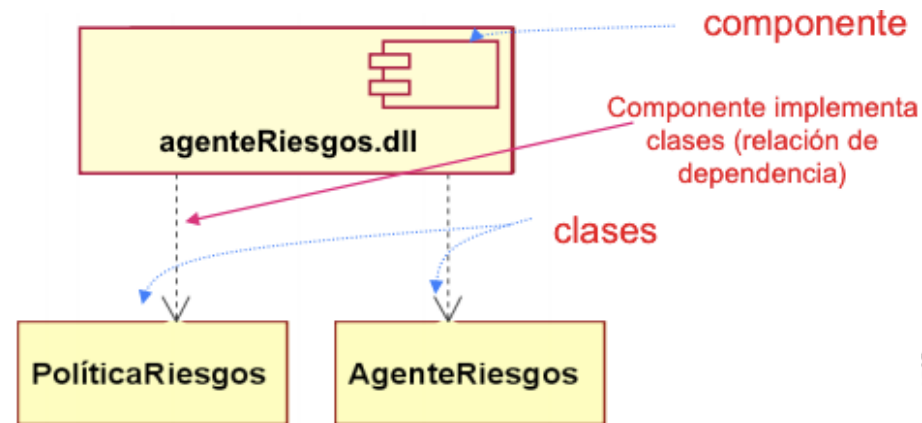 componente
agenteRiesgos.dll
Componente implementa
clases (relación de
dependencia)
clases
PolíticaRiesgos
AgenteRiesgos